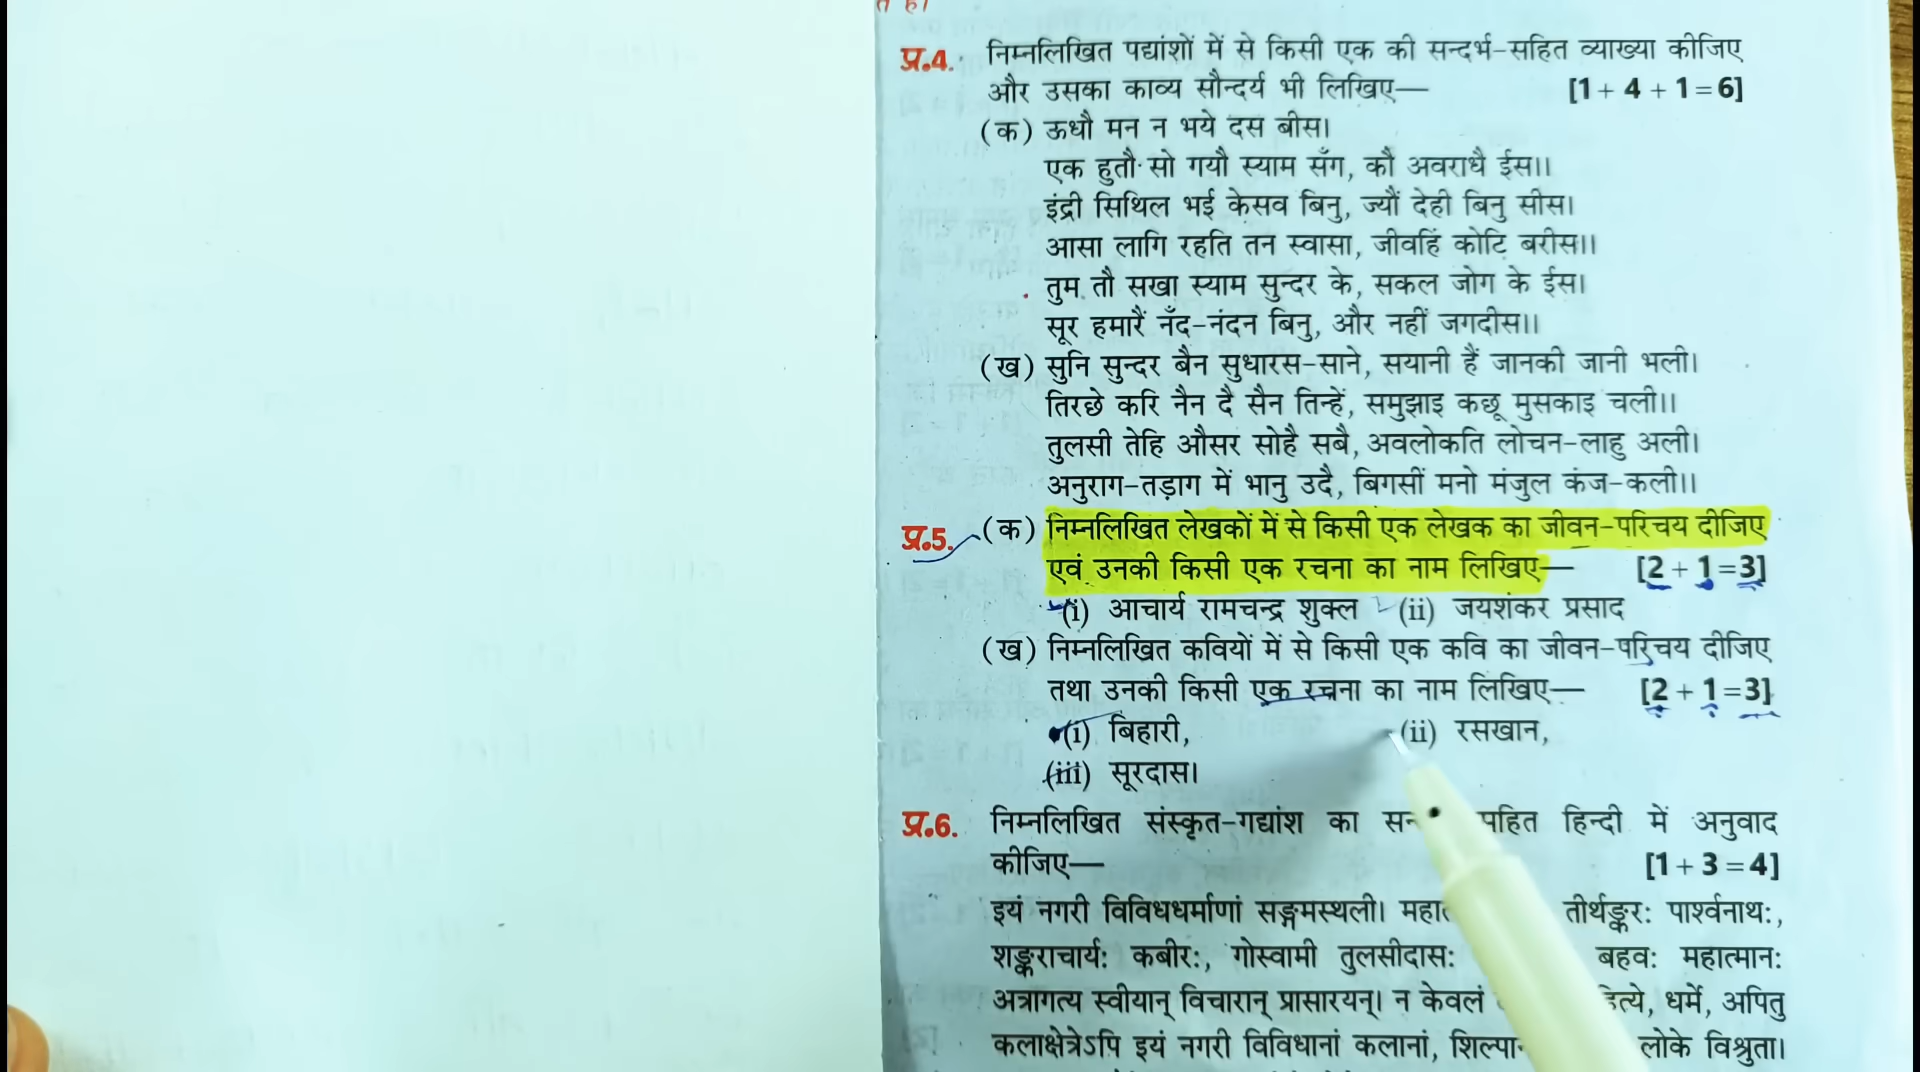 प्र.4. निम्नलिखित पद्यांशों में से किसी एक की सन्दर्भ-सहित व्याख्या कीजिए
और उसका काव्य सौन्दर्य भी लिखिए— [1 + 4 + 1 = 6]
(क) ऊधौ मन न भये दस बीस।
एक हुतौ सो गयौ स्याम सँग, कौ अवराधै ईस।।
इंद्री सिथिल भई केसव बिनु, ज्यौं देही बिनु सीस।
आसा लागि रहति तन स्वासा, जीवहिं कोटि बरीस।।
तुम तौ सखा स्याम सुन्दर के, सकल जोग के ईस।
सूर हमारैं नँद-नंदन बिनु, और नहीं जगदीस।।
(ख) सुनि सुन्दर बैन सुधारस-साने, सयानी हैं जानकी जानी भली।
तिरछे करि नैन दै सैन तिन्हें, समुझाइ कछू मुसकाइ चली।।
तुलसी तेहि औसर सोहै सबै, अवलोकति लोचन-लाहु अली।
अनुराग-तड़ाग में भानु उदै, बिगसीं मनो मंजुल कंज-कली।।
प्र.5. (क) निम्नलिखित लेखकों में से किसी एक लेखक का जीवन-परिचय दीजिए
एवं उनकी किसी एक रचना का नाम लिखिए— [2 + 1 = 3]
(i) आचार्य रामचन्द्र शुक्ल (ii) जयशंकर प्रसाद
(ख) निम्नलिखित कवियों में से किसी एक कवि का जीवन-परिचय दीजिए
तथा उनकी किसी एक रचना का नाम लिखिए— [2 + 1 = 3]
(i) बिहारी, (ii) रसखान,
(iii) सूरदास।
प्र.6. निम्नलिखित संस्कृत-गद्यांश का हिन्दी में अनुवाद
कीजिए— [1 + 3 = 4]
इयं नगरी विविधधर्माणां सङ्गमस्थली। तीर्थङ्करः पार्श्वनाथः,
शङ्कराचार्यः कबीरः, गोस्वामी तुलसीदासः बहवः महात्मानः
अत्रागत्य स्वीयान् विचारान् प्रासारयन्। न केवलं धर्मे, अपितु
कलाक्षेत्रेऽपि इयं नगरी विविधानां कलानां, लोके विश्रुता।